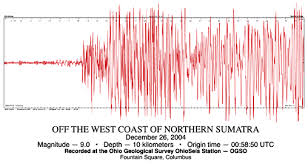 OFF THE WEST COAST OF NORTHERN SUMATRA
December 26, 2004
Magnitude — 9.0 • Depth — 10 kilometers • Origin time — 00:58:50 UTC
Recorded at the Ohio Geological Survey OhioSeis Station — OGSO
Fountain Square, Columbus